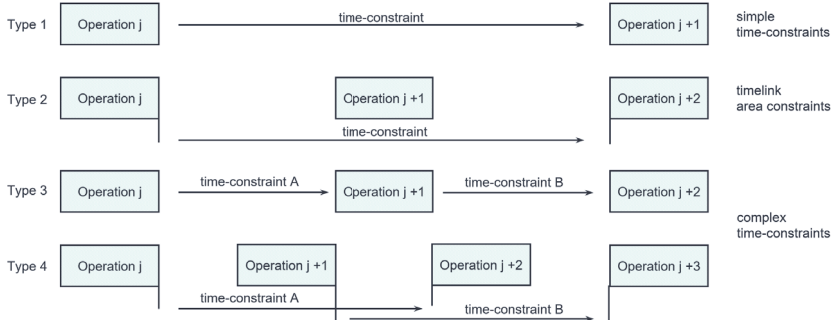 Type 1
Operation j
time-constraint
Operation j +1
simple
time-constraints
Type 2
Operation j
Operation j +1
Operation j +2
time-constraint
timelink
area constraints
Type 3
Operation j
time-constraint A
Operation j +1
time-constraint B
Operation j +2
complex
time-constraints
Type 4
Operation j
Operation j +1
Operation j +2
Operation j +3
time-constraint A
time-constraint B